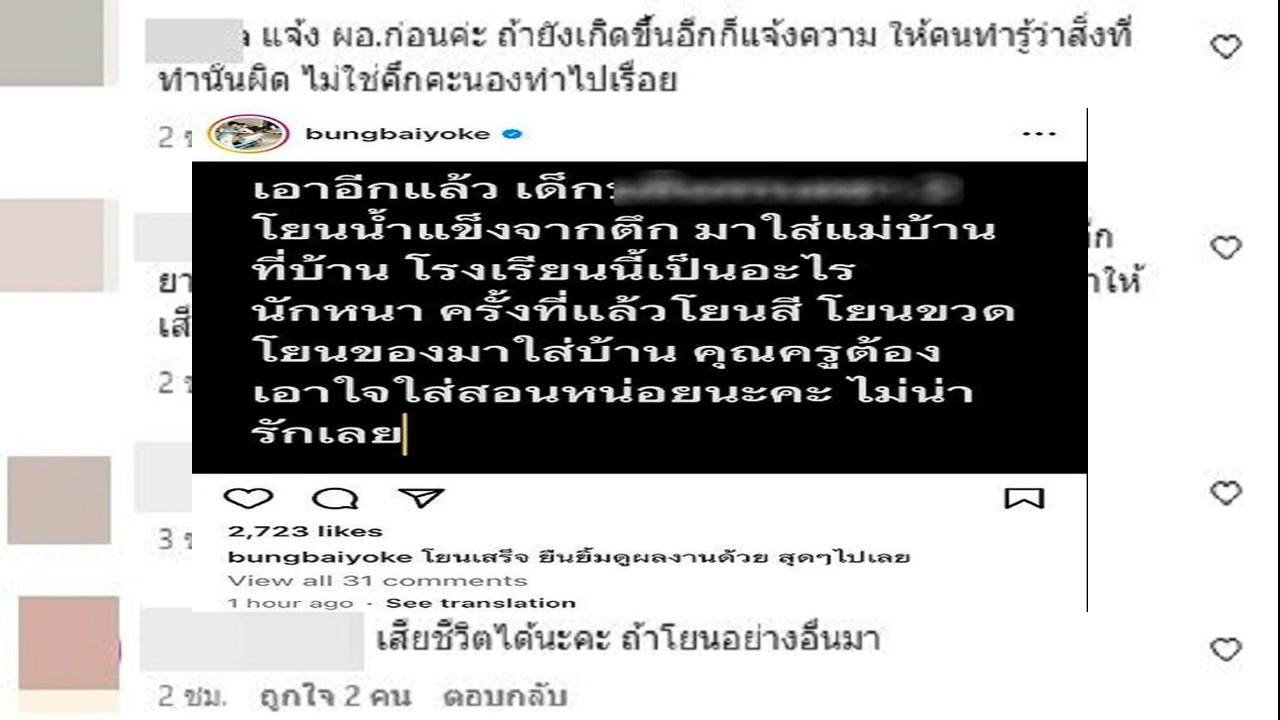 แจ้ง ผอ.ก่อนค่ะ ถ้ายังเกิดขึ้นอีกก็แจ้งความ ให้คนทำรู้ว่าสิ่งที่
ทำนั้นผิด ไม่ใช่คึกคะนองทำไปเรื่อย
2
bungbaiyoke
เอาอีกแล้ว เด็ก
โยนน้ำแข็งจากตึก มาใส่แม่บ้าน
ที่บ้าน โรงเรียนนี้เป็นอะไร
นักหนา ครั้งที่แล้วโยนสี โยนขวด
โยนของมาใส่บ้าน คุณครูต้อง
เอาใจใส่สอนหน่อยนะคะ ไม่น่า
รักเลย
2
3
2,723 likes
bungbaiyoke โยนเสร็จ ยืนยิ้มดูผลงานด้วย สุดๆไปเลย
View all 31 comments
1 hour ago · See translation
เสียชีวิตได้นะคะ ถ้าโยนอย่างอื่นมา
2 ชม. ถูกใจ 2 คน ตอบกลับ